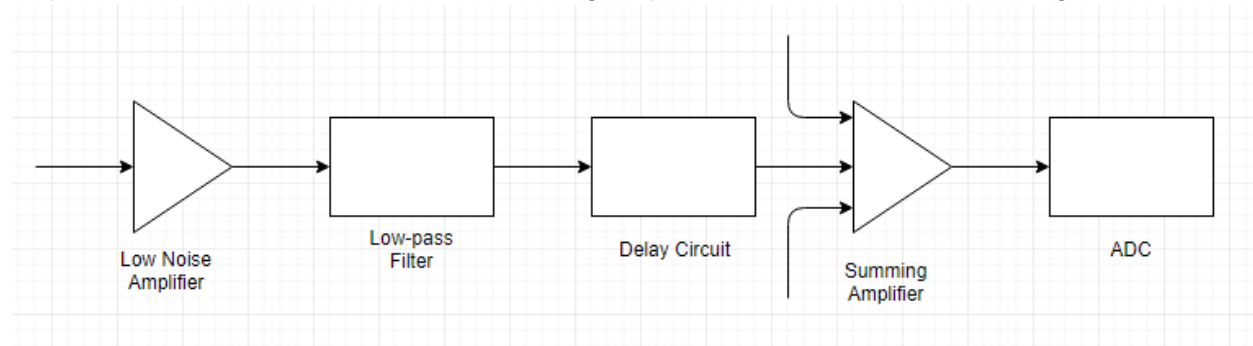 Low Noise
Amplifier
Low-pass
Filter
Delay Circuit
Summing
Amplifier
ADC